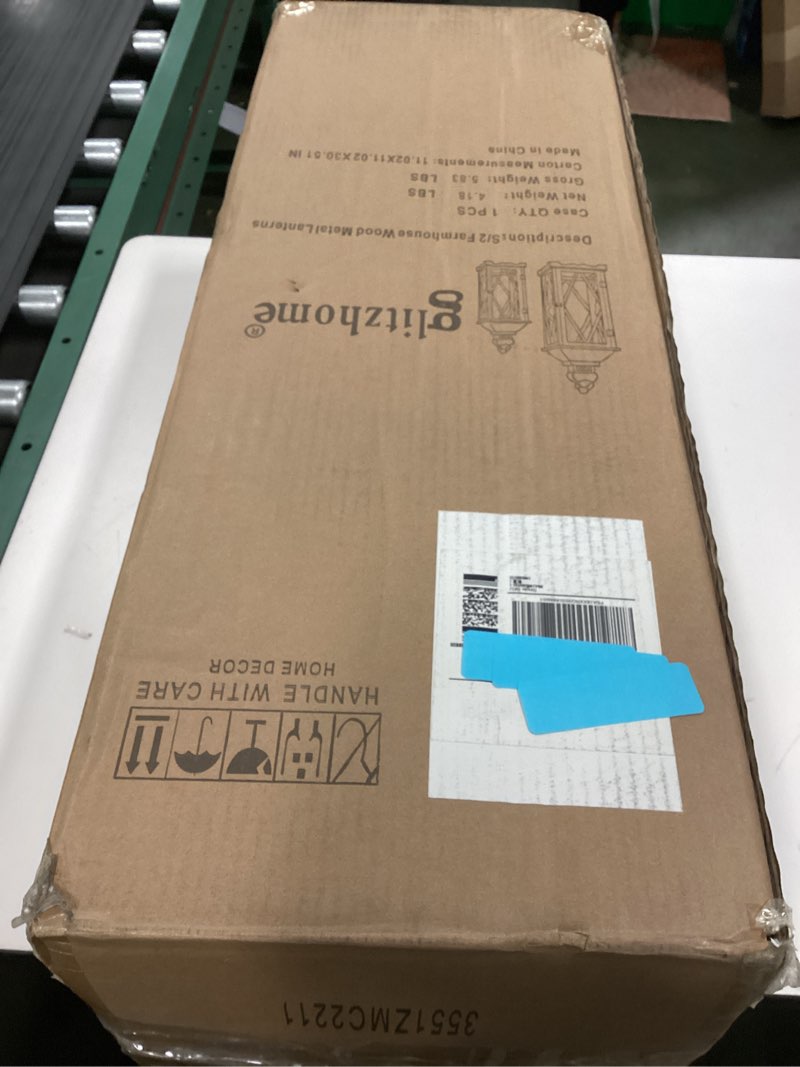 glitzhome®
Description:S/2 Farmhouse Wood Metal Lanterns
Case QTY: 1 PCS
Net Weight: 4.18 LBS
Gross Weight: 5.83 LBS
Carton Measurements: 11.02X11.02X30.51 IN
Made in China
HANDLE WITH CARE
HOME DECOR
3551ZMC2211